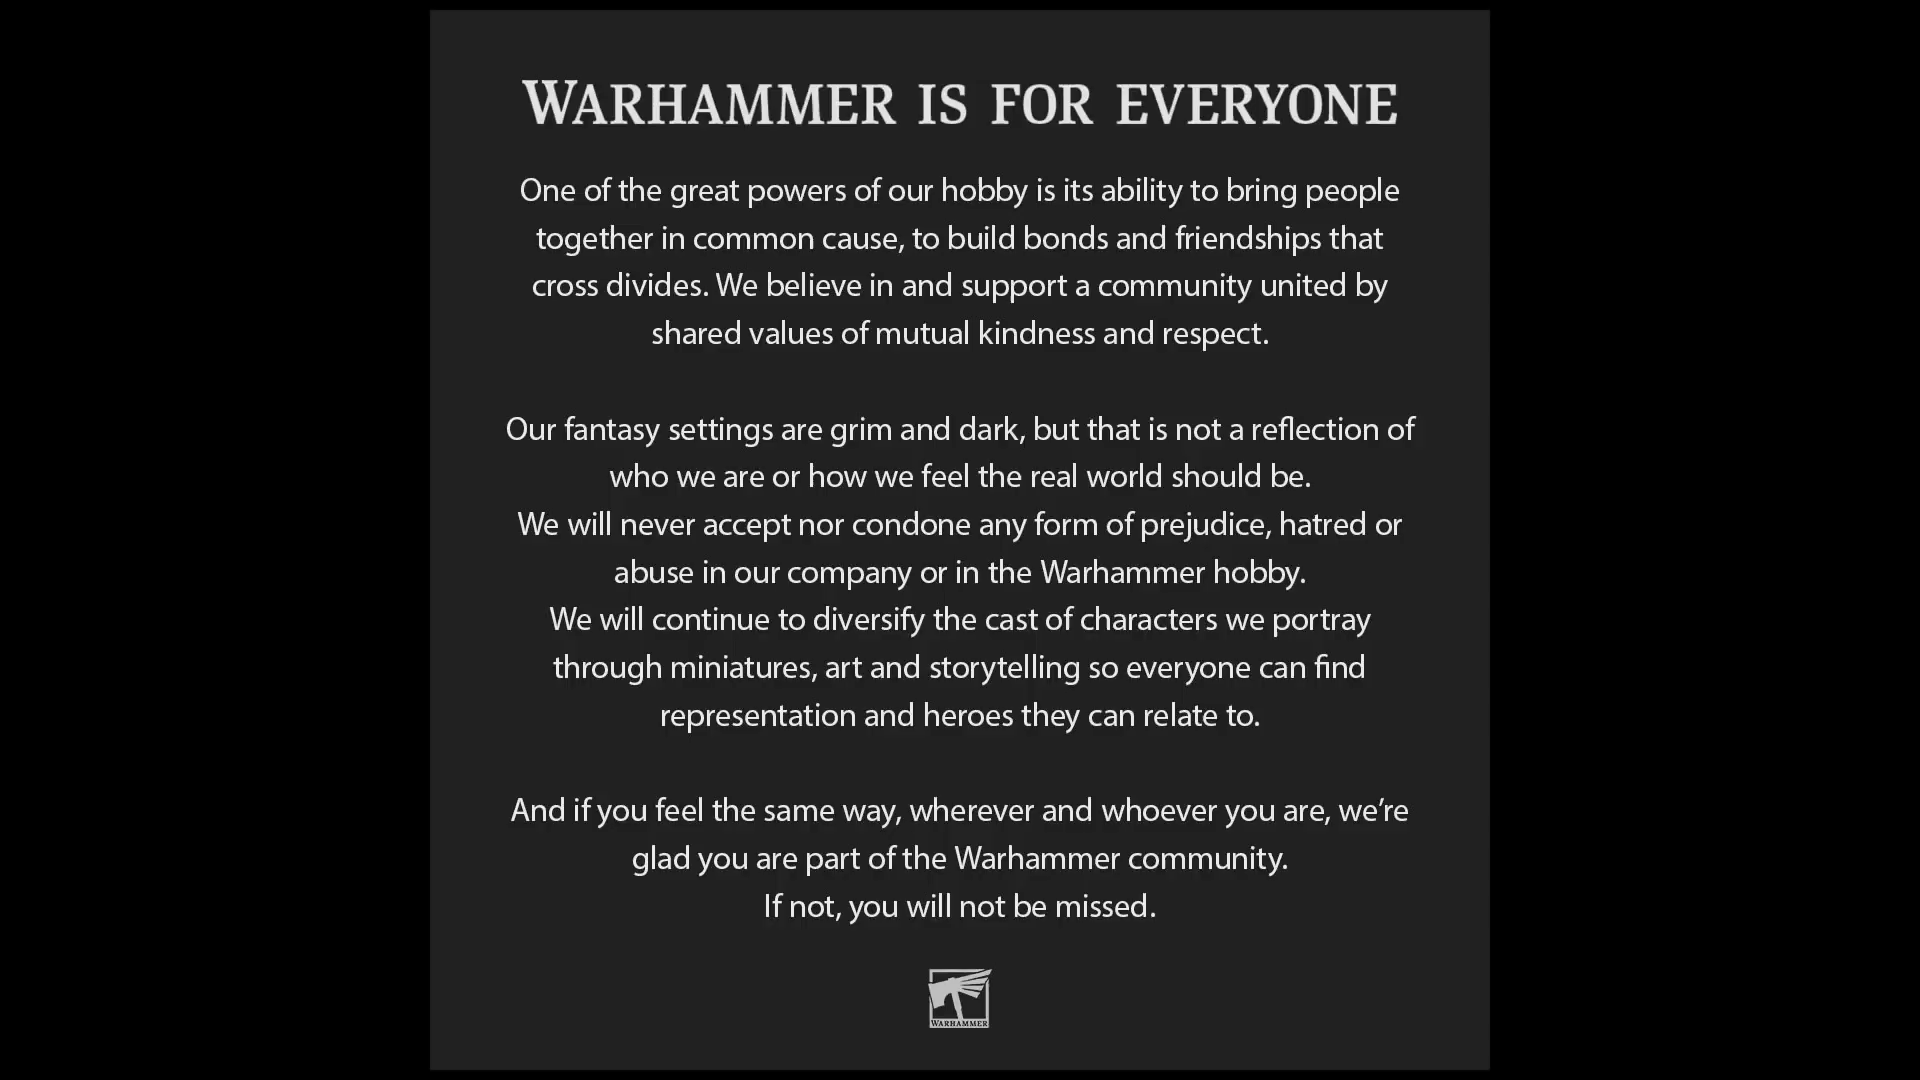 WARHAMMER IS FOR EVERYONE
One of the great powers of our hobby is its ability to bring people
together in common cause, to build bonds and friendships that
cross divides. We believe in and support a community united by
shared values of mutual kindness and respect.
Our fantasy settings are grim and dark, but that is not a reflection of
who we are or how we feel the real world should be.
We will never accept nor condone any form of prejudice, hatred or
abuse in our company or in the Warhammer hobby.
We will continue to diversify the cast of characters we portray
through miniatures, art and storytelling so everyone can find
representation and heroes they can relate to.
And if you feel the same way, wherever and whoever you are, we’re
glad you are part of the Warhammer community.
If not, you will not be missed.
WARHAMMER